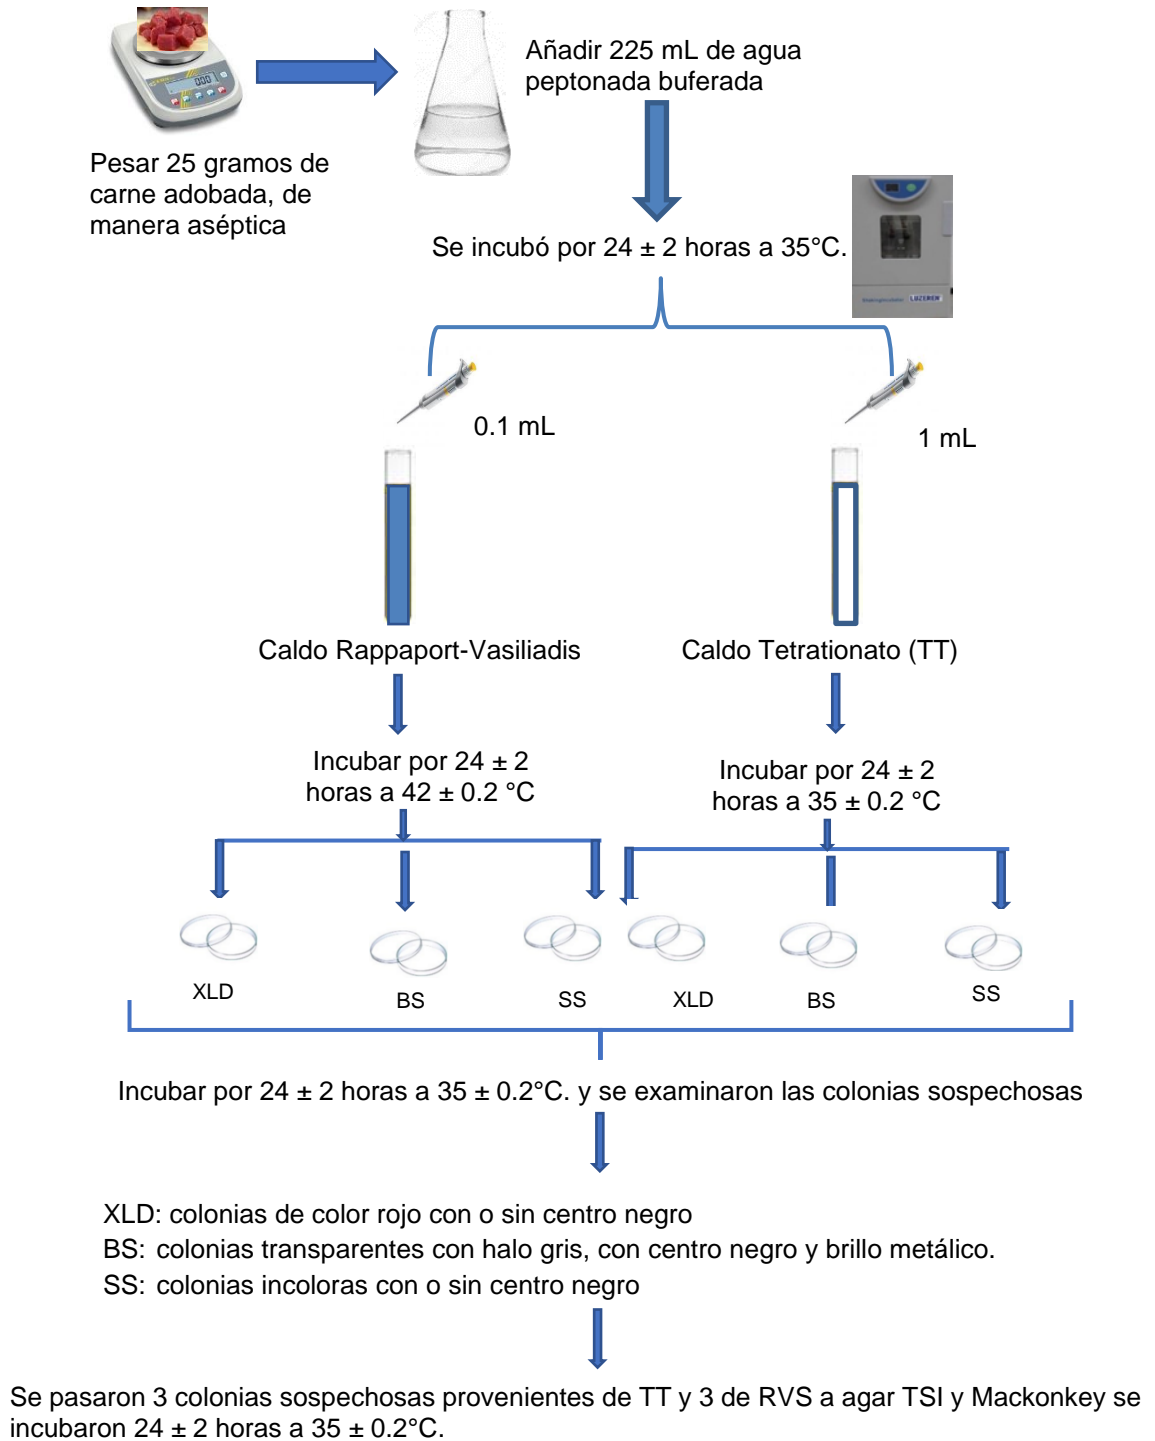 Añadir 225 mL de agua
peptonada buferada
Pesar 25 gramos de
carne adobada, de
manera aséptica
Se incubó por 24 ± 2 horas a 35°C.
LUZEREN
0.1 mL
1 mL
Caldo Rappaport-Vasiliadis
Caldo Tetrationato (TT)
Incubar por 24 ± 2
horas a 42 ± 0.2 °C
Incubar por 24 ± 2
horas a 35 ± 0.2 °C
XLD
BS
SS
XLD
BS
SS
Incubar por 24 ± 2 horas a 35 ± 0.2°C. y se examinaron las colonias sospechosas
XLD: colonias de color rojo con o sin centro negro
BS: colonias transparentes con halo gris, con centro negro y brillo metálico.
SS: colonias incoloras con o sin centro negro
Se pasaron 3 colonias sospechosas provenientes de TT y 3 de RVS a agar TSI y Mackonkey se
incubaron 24 ± 2 horas a 35 ± 0.2°C.